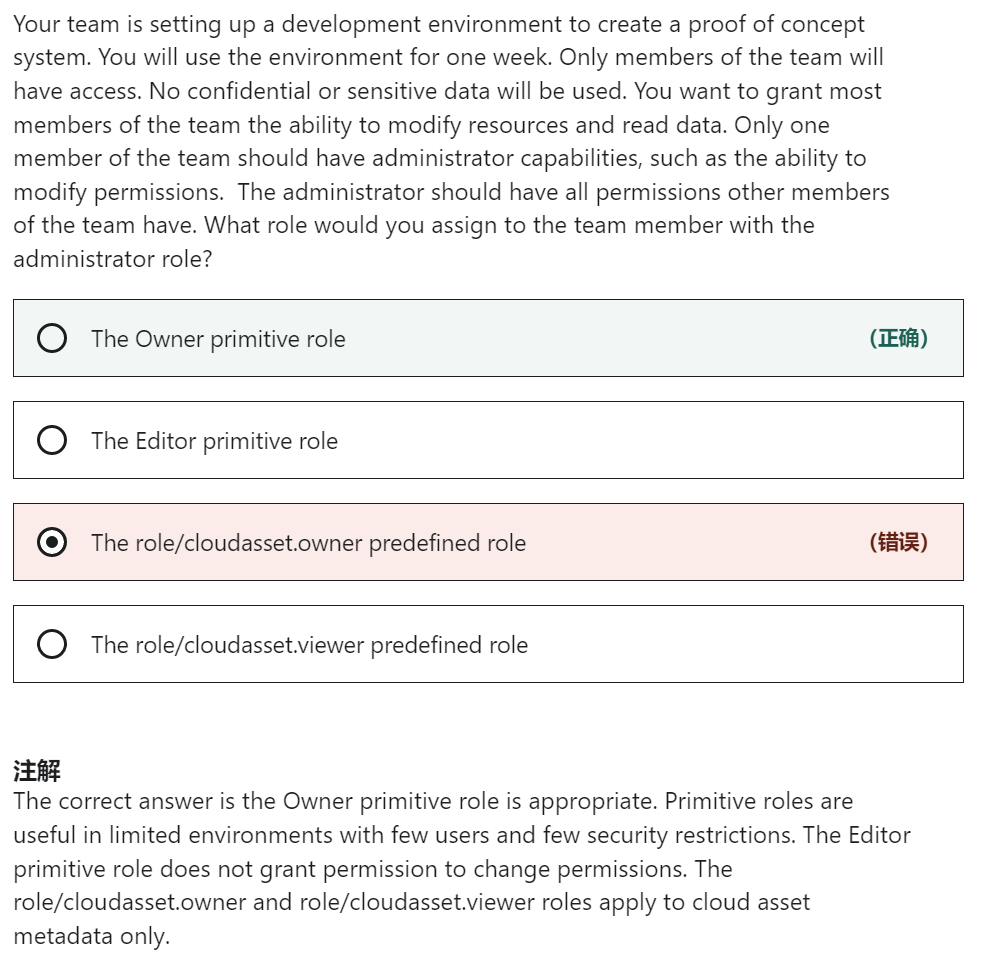 Your team is setting up a development environment to create a proof of concept
system. You will use the environment for one week. Only members of the team will
have access. No confidential or sensitive data will be used. You want to grant most
members of the team the ability to modify resources and read data. Only one
member of the team should have administrator capabilities, such as the ability to
modify permissions.  The administrator should have all permissions other members
of the team have. What role would you assign to the team member with the
administrator role?
The Owner primitive role (正确)
The Editor primitive role
The role/cloudasset.owner predefined role (错误)
The role/cloudasset.viewer predefined role
注解
The correct answer is the Owner primitive role is appropriate. Primitive roles are
useful in limited environments with few users and few security restrictions. The Editor
primitive role does not grant permission to change permissions. The
role/cloudasset.owner and role/cloudasset.viewer roles apply to cloud asset
metadata only.